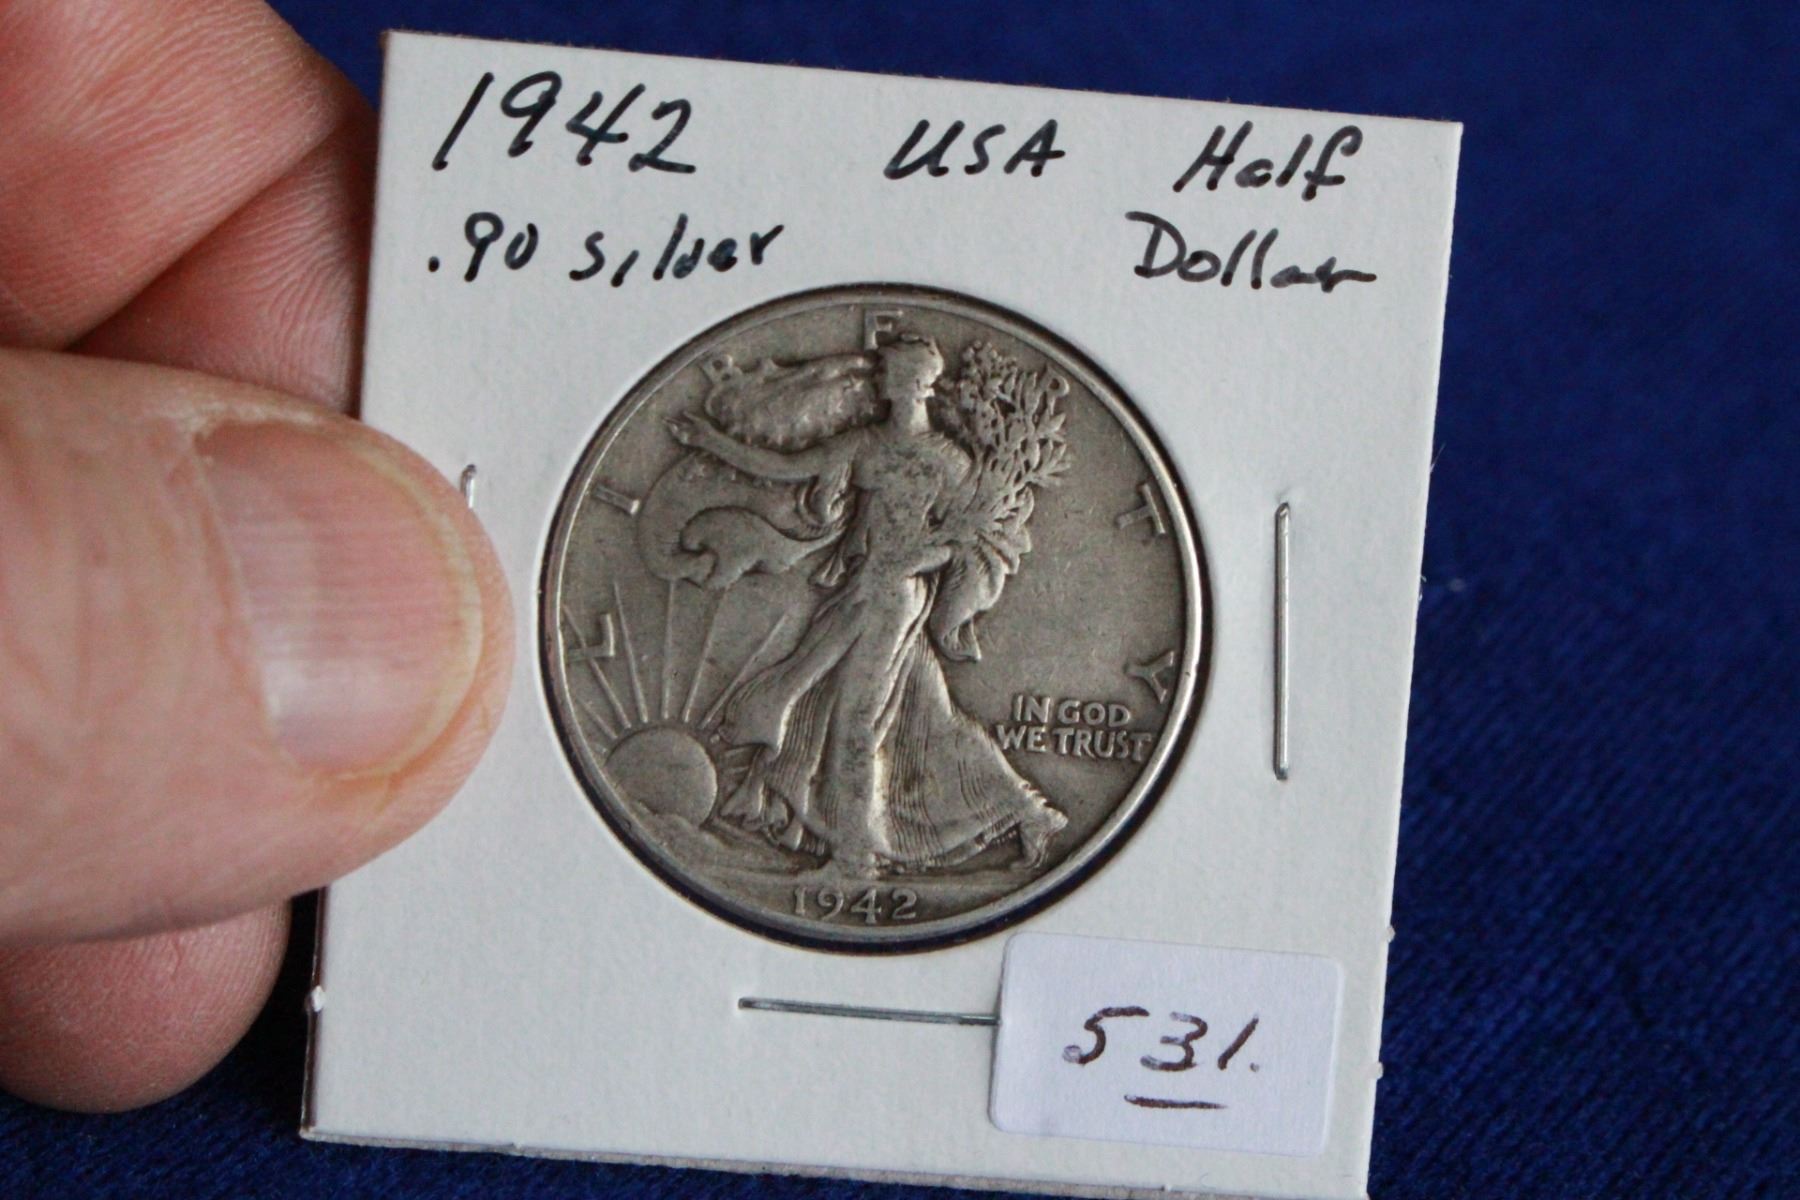 1942 USA Half
.90 Silver Dollar
LIBERTY
IN GOD
WE TRUST
1942
531.